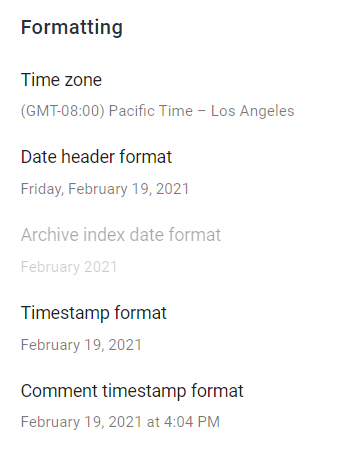 Formatting
Time zone
(GMT-08:00) Pacific Time – Los Angeles
Date header format
Friday, February 19, 2021
Archive index date format
February 2021
Timestamp format
February 19, 2021
Comment timestamp format
February 19, 2021 at 4:04 PM